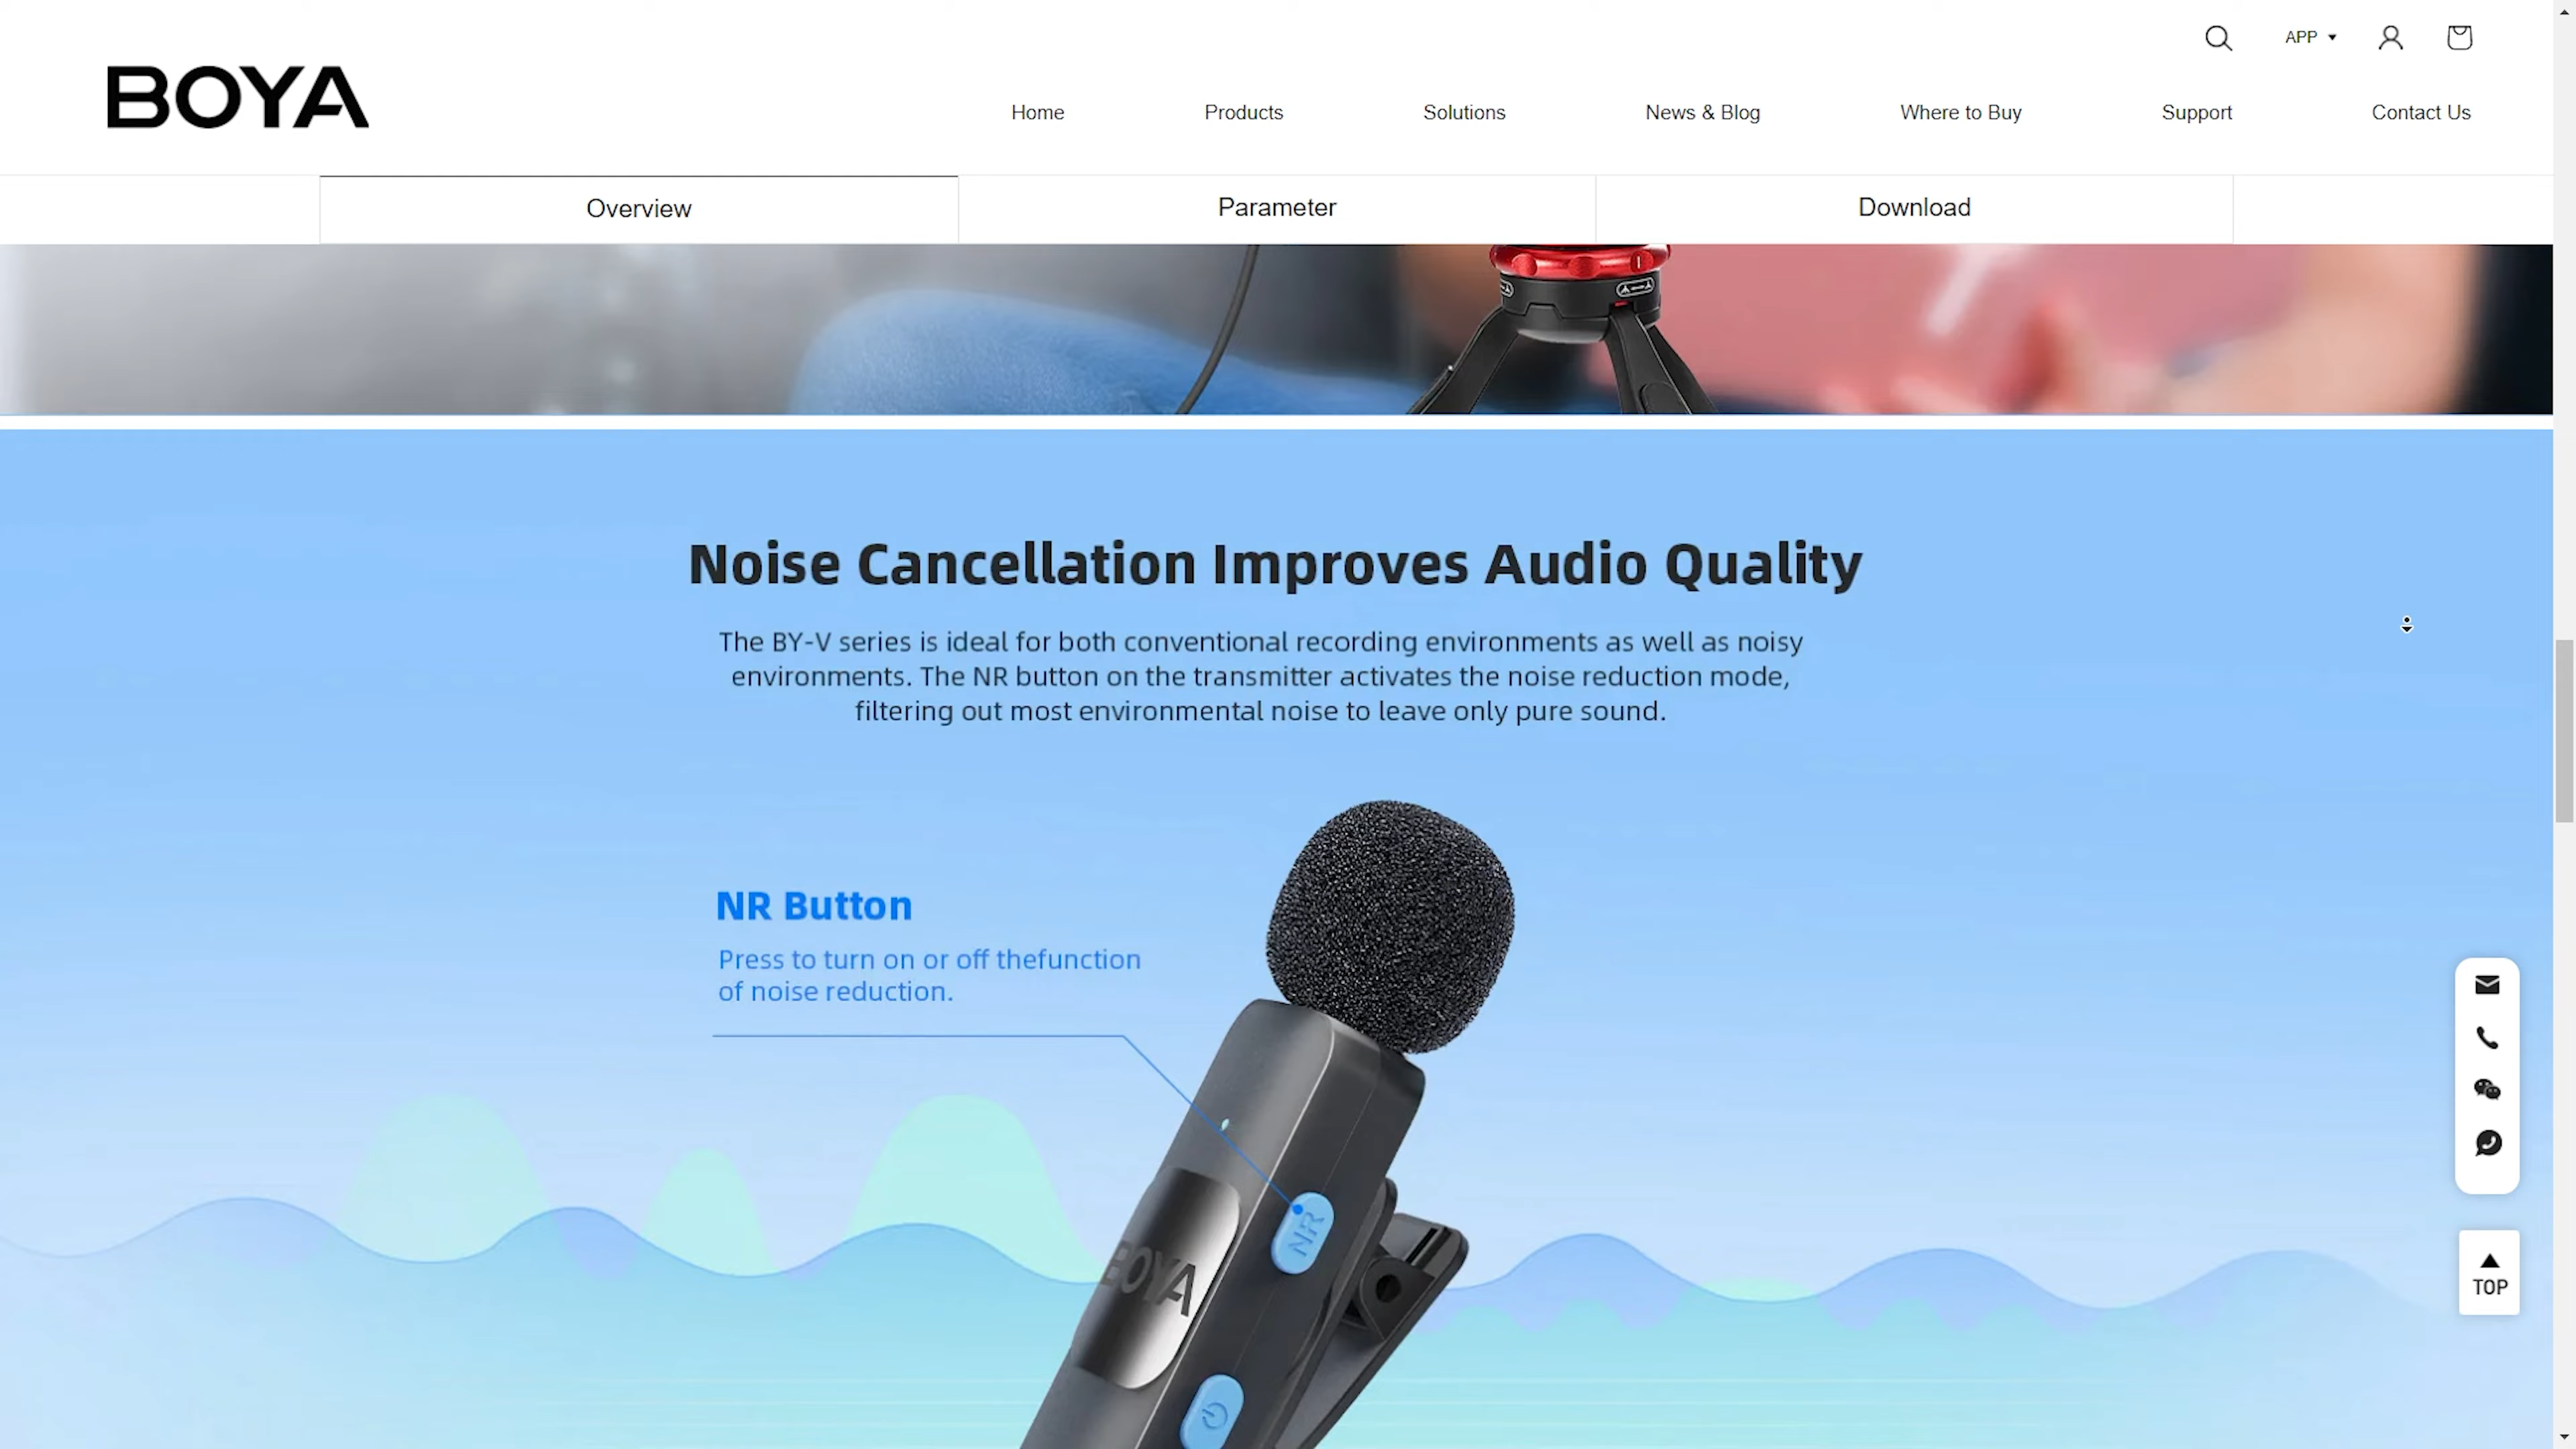 APP
BOYA
Home Products Solutions News & Blog Where to Buy Support Contact Us
Overview Parameter Download
Noise Cancellation Improves Audio Quality
The BY-V series is ideal for both conventional recording environments as well as noisy
environments. The NR button on the transmitter activates the noise reduction mode,
filtering out most environmental noise to leave only pure sound.
NR Button
Press to turn on or off thefunction
of noise reduction.
NR
BOYA
TOP